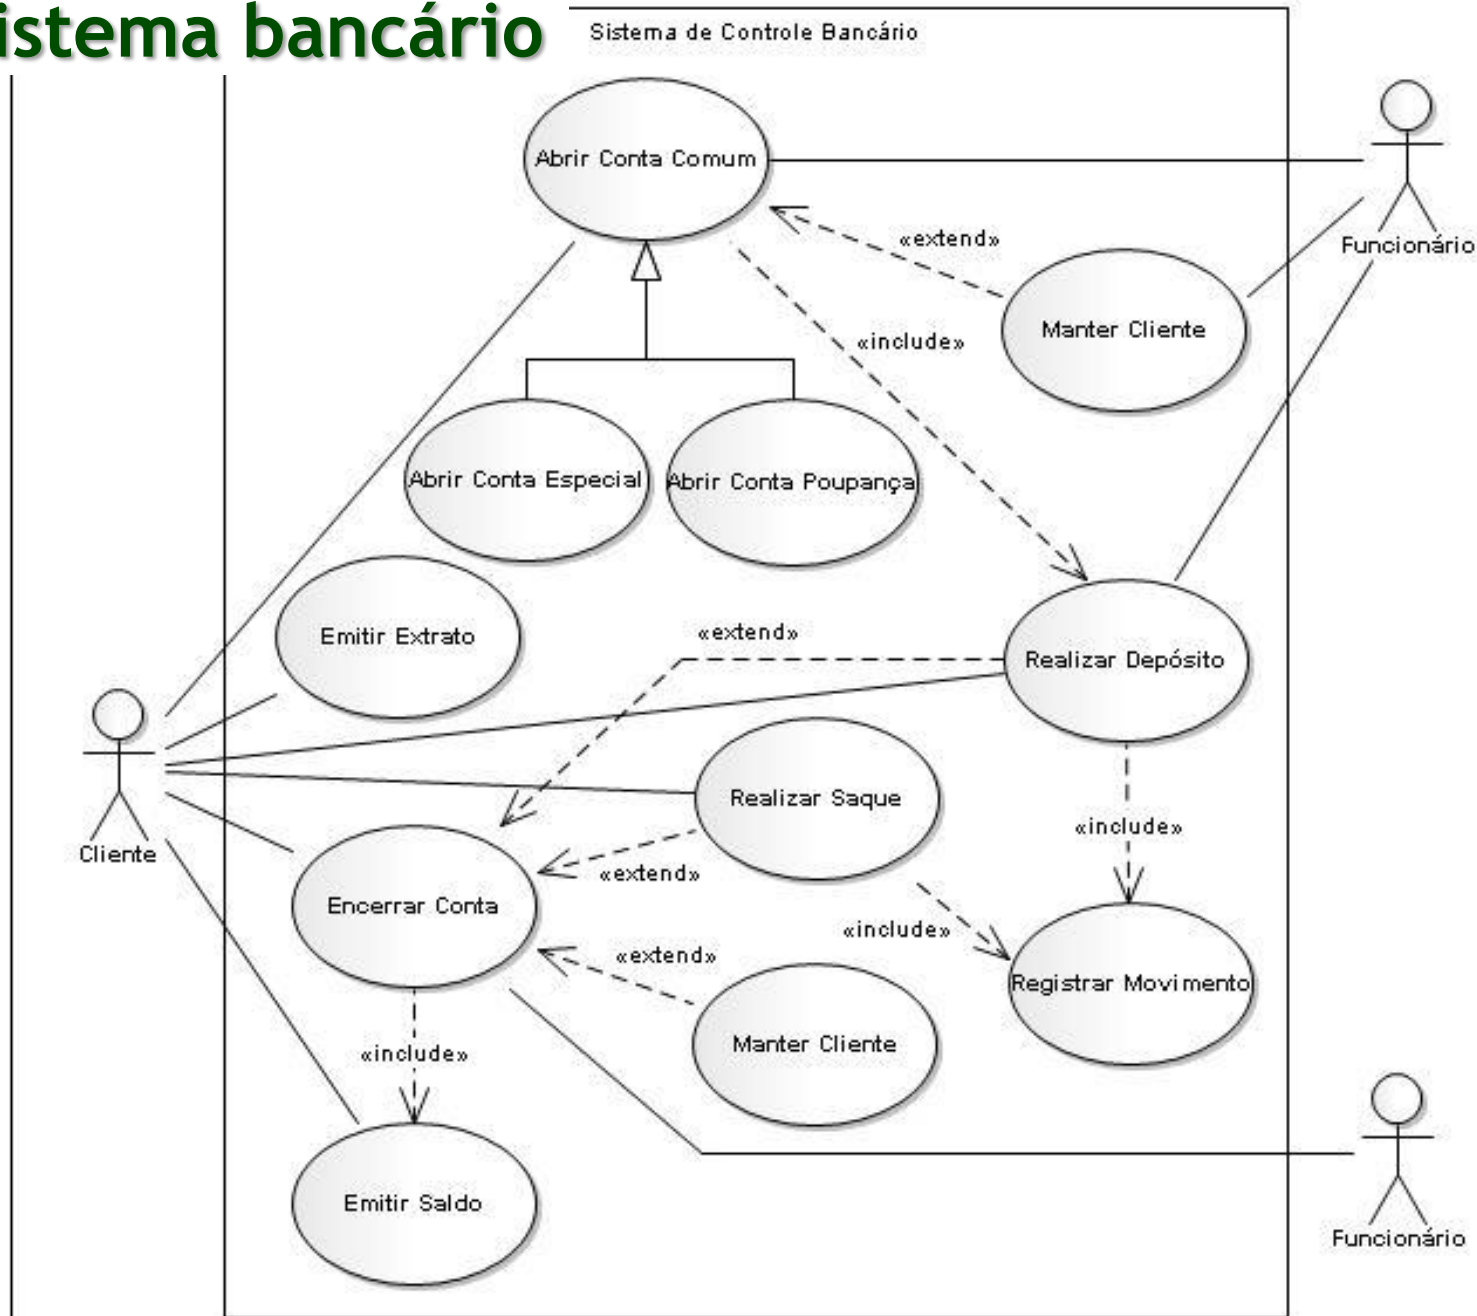 istema bancário
Sistema de Controle Bancário
Abrir Conta Comum
«extend»
Funcionário
Manter Cliente
«include»
Abrir Conta Especial
Abrir Conta Poupança
Emitir Extrato
«extend»
Realizar Depósito
Realizar Saque
«include»
Cliente
«extend»
Encerrar Conta
«include»
«extend»
Registrar Movimento
Manter Cliente
«include»
Emitir Saldo
Funcionário